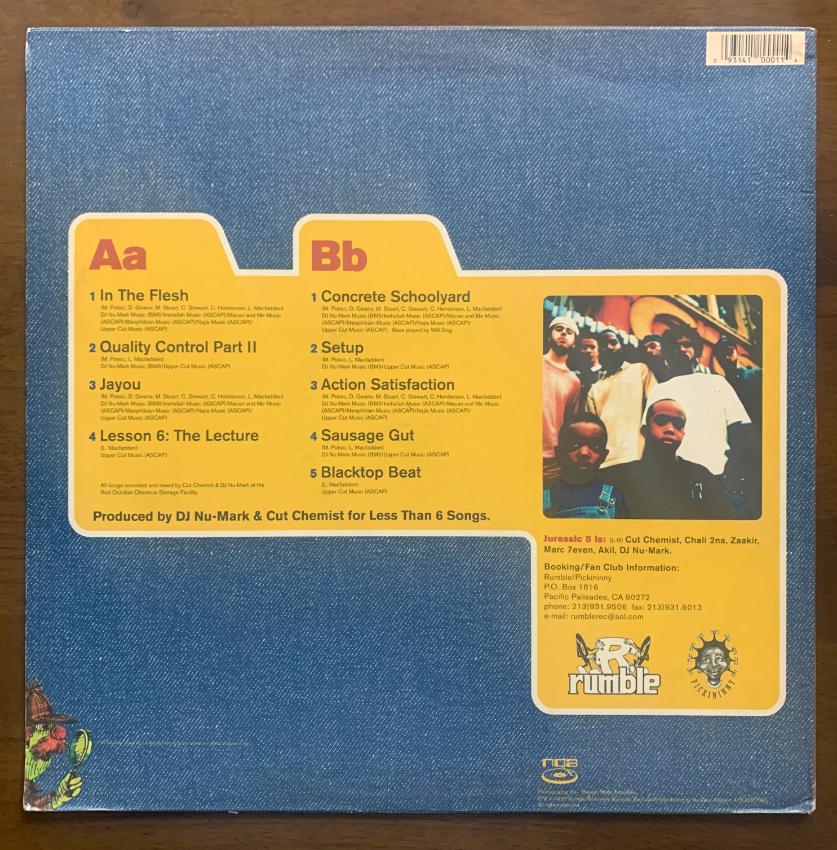 0 93141 00011 4
Aa
1 In The Flesh
(M. Potsic, D. Givens, M. Stuart, C. Stewart, C. Henderson, L. Macfadden)
DJ Nu-Mark Music (BMI)/Inshallah Music (ASCAP)/Macari and Me Music
(ASCAP)/Manphibian Music (ASCAP)/Najla Music (ASCAP)/
Upper Cut Music (ASCAP)
2 Quality Control Part II
(M. Potsic, L. Macfadden)
DJ Nu-Mark Music (BMI)/Upper Cut Music (ASCAP)
3 Jayou
(M. Potsic, D. Givens, M. Stuart, C. Stewart, C. Henderson, L. Macfadden)
DJ Nu-Mark Music (BMI)/Inshallah Music (ASCAP)/Macari and Me Music
(ASCAP)/Manphibian Music (ASCAP)/Najla Music (ASCAP)/
Upper Cut Music (ASCAP)
4 Lesson 6: The Lecture
(L. Macfadden)
Upper Cut Music (ASCAP)
All songs recorded and mixed by Cut Chemist & DJ Nu-Mark at the
Red October Chemical Storage Facility.
Bb
1 Concrete Schoolyard
(M. Potsic, D. Givens, M. Stuart, C. Stewart, C. Henderson, L. Macfadden)
DJ Nu-Mark Music (BMI)/Inshallah Music (ASCAP)/Macari and Me Music
(ASCAP)/Manphibian Music (ASCAP)/Najla Music (ASCAP)/
Upper Cut Music (ASCAP). Bass played by Will Dog.
2 Setup
(M. Potsic, L. Macfadden)
DJ Nu-Mark Music (BMI)/Upper Cut Music (ASCAP)
3 Action Satisfaction
(M. Potsic, D. Givens, M. Stuart, C. Stewart, C. Henderson, L. Macfadden)
DJ Nu-Mark Music (BMI)/Inshallah Music (ASCAP)/Macari and Me Music
(ASCAP)/Manphibian Music (ASCAP)/Najla Music (ASCAP)/
Upper Cut Music (ASCAP)
4 Sausage Gut
(M. Potsic, L. Macfadden)
DJ Nu-Mark Music (BMI)/Upper Cut Music (ASCAP)
5 Blacktop Beat
(L. Macfadden)
Upper Cut Music (ASCAP)
Produced by DJ Nu-Mark & Cut Chemist for Less Than 6 Songs.
Jurassic 5 is: (L-R) Cut Chemist, Chali 2na, Zaakir,
Marc 7even, Akil, DJ Nu-Mark.
Booking/Fan Club Information:
Rumble/Pickininny
P.O. Box 1816
Pacific Palisades, CA 90272
phone: 213)931.9506 fax: 213)931.6013
e-mail: rumblerec@aol.com
R
rumble
PICKININNY